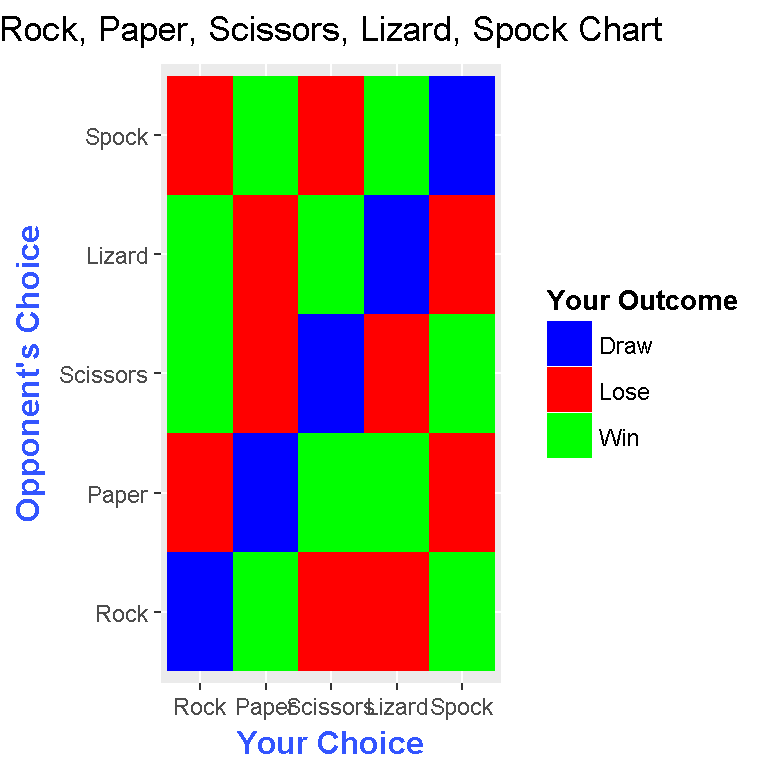 Rock, Paper, Scissors, Lizard, Spock Chart
Opponent's Choice
Spock
Lizard
Scissors
Paper
Rock
Rock Paper Scissors Lizard Spock
Your Choice
Your Outcome
Draw
Lose
Win